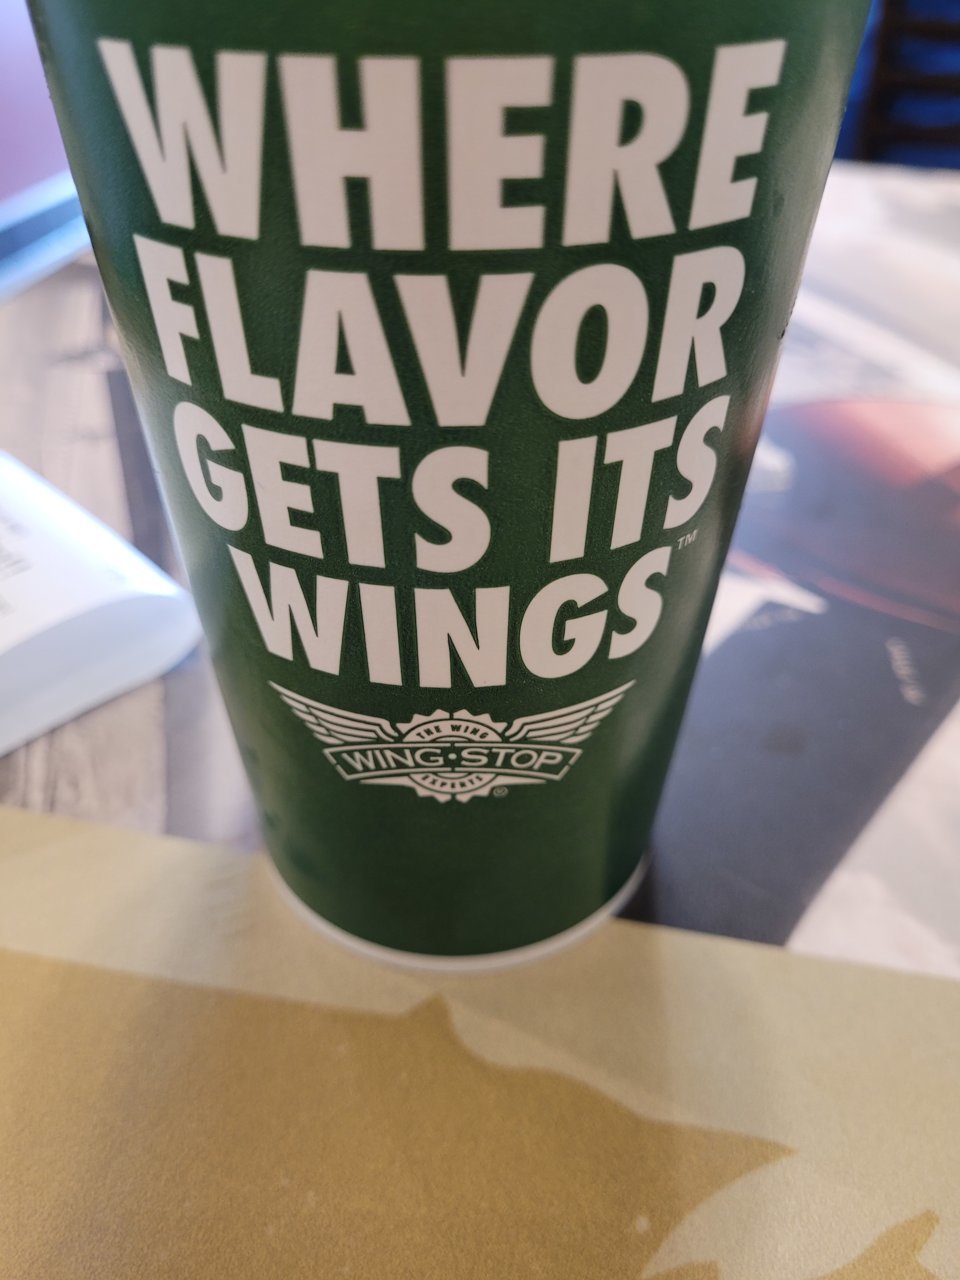 WHERE
FLAVOR
GETS ITS
WINGS™
THE WING
WING·STOP
EXPERTS
®